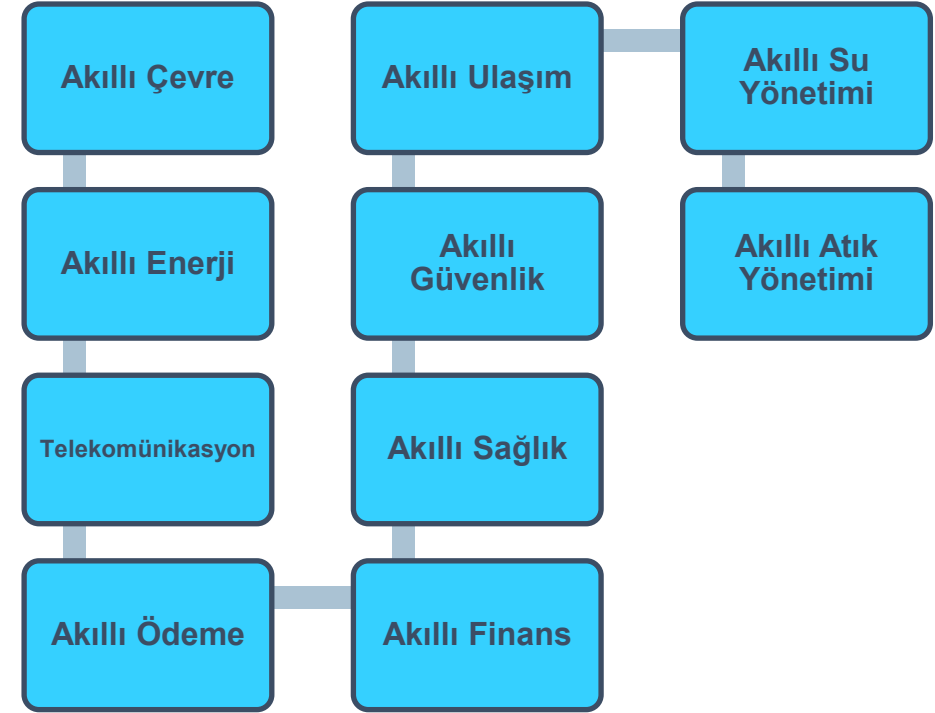 Akıllı Çevre
Akıllı Enerji
Telekomünikasyon
Akıllı Ödeme
Akıllı Finans
Akıllı Sağlık
Akıllı
Güvenlik
Akıllı Ulaşım
Akıllı Su
Yönetimi
Akıllı Atık
Yönetimi